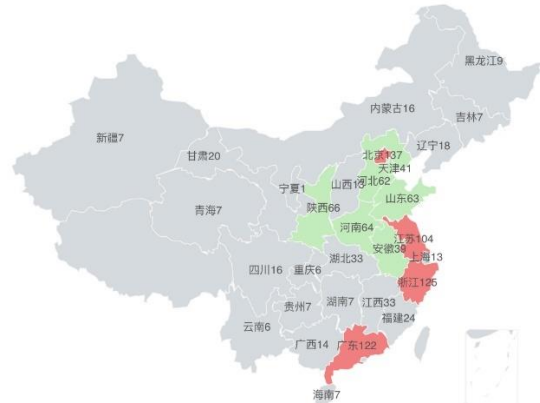 黑龙江9
内蒙古16
吉林7
新疆7
辽宁18
北京137
甘肃20
天津41
河北62
山西13
宁夏1
山东63
青海7
陕西66
河南64
江苏104
安徽39
上海13
湖北33
四川16
重庆6
浙江125
湖南7
江西33
贵州7
福建24
云南6
广西14
广东122
海南7